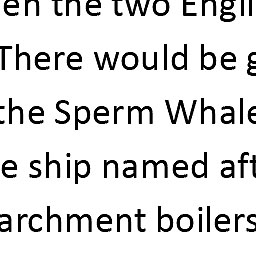 en the two Engli
There would be g
the Sperm Whale
e ship named aft
archment boilers